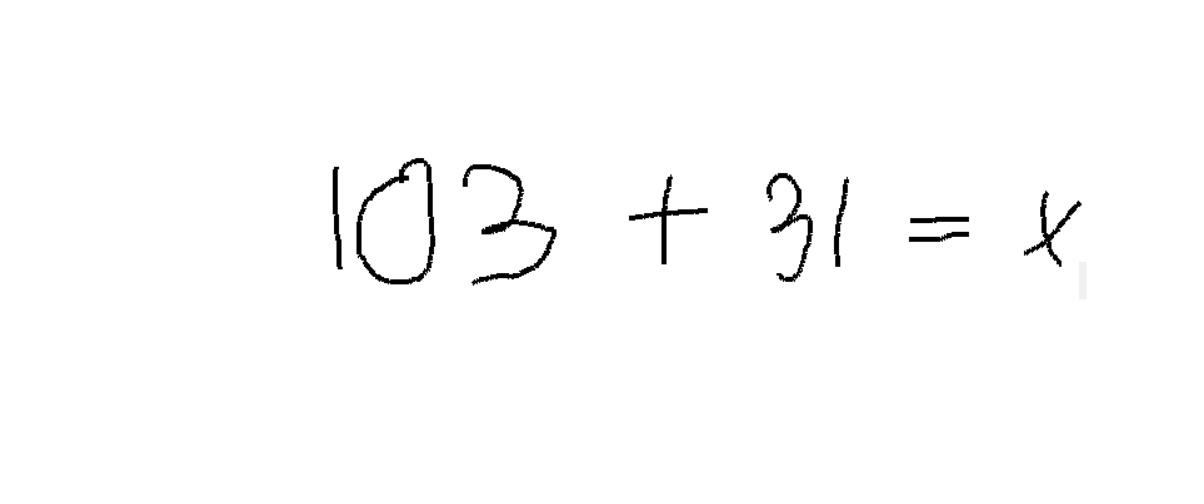 103 + 31 = x